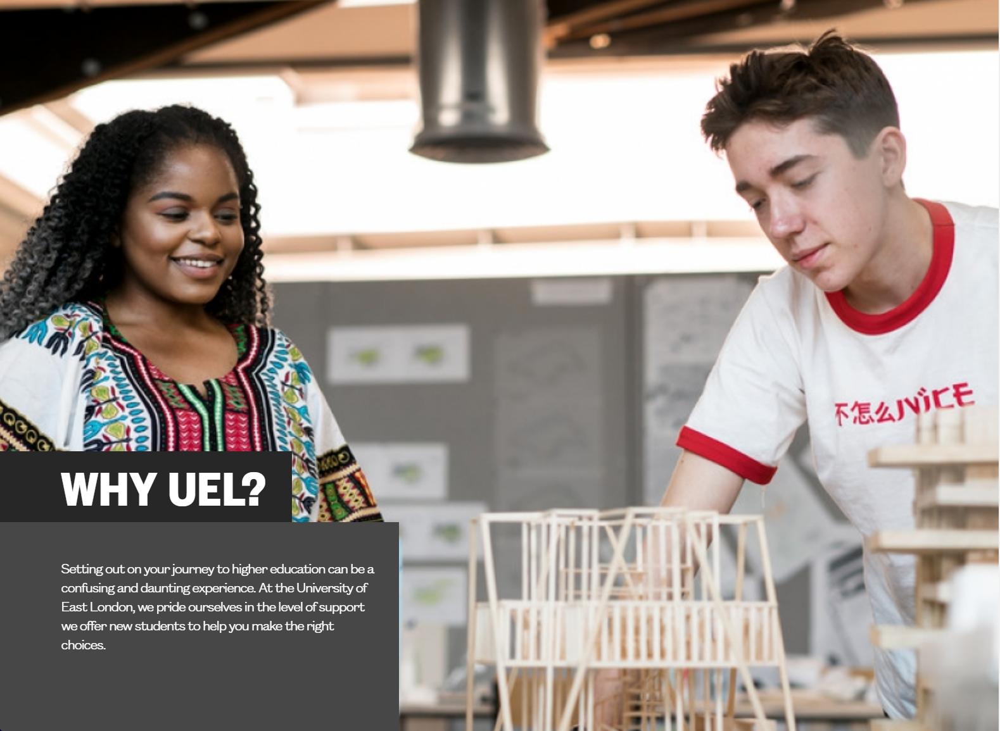 不怎么JViCE
WHY UEL?
Setting out on your journey to higher education can be a
confusing and daunting experience. At the University of
East London, we pride ourselves in the level of support
we offer new students to help you make the right
choices.